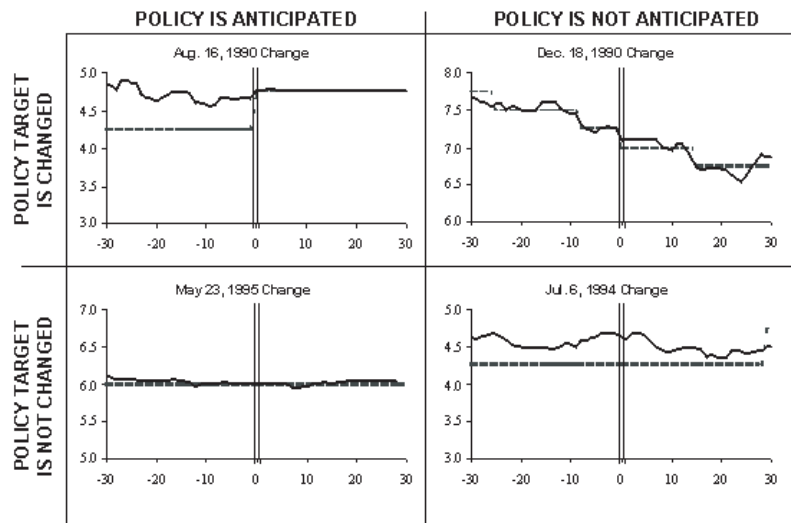 POLICY IS ANTICIPATED
POLICY IS NOT ANTICIPATED
POLICY TARGET
IS CHANGED
Aug. 16, 1990 Change
5.0
4.5
4.0
3.5
3.0
-30 -20 -10 0 10 20 30
Dec. 18, 1990 Change
8.0
7.5
7.0
6.5
6.0
-30 -20 -10 0 10 20 30
POLICY TARGET
IS NOT CHANGED
May 23, 1995 Change
7.0
6.5
6.0
5.5
5.0
-30 -20 -10 0 10 20 30
Jul. 6, 1994 Change
5.0
4.5
4.0
3.5
3.0
-30 -20 -10 0 10 20 30